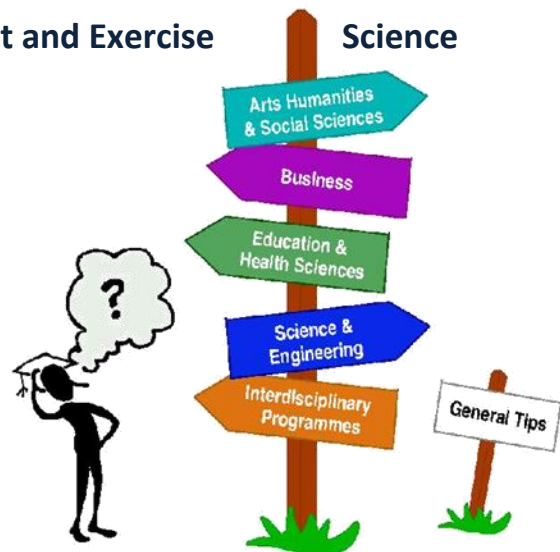 t and Exercise Science
Arts Humanities
& Social Sciences
Business
Education &
Health Sciences
Science &
Engineering
Interdisciplinary
Programmes
General Tips
?